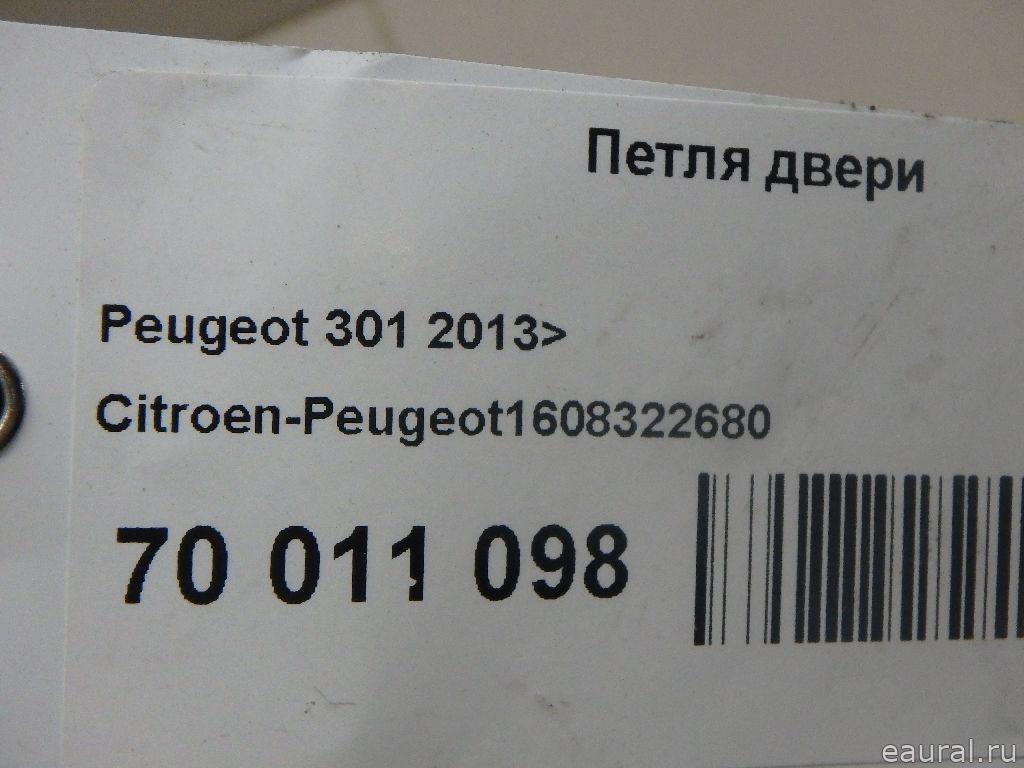 Петля двери
Peugeot 301 2013>
Citroen-Peugeot1608322680
70 011 098
eaural.ru